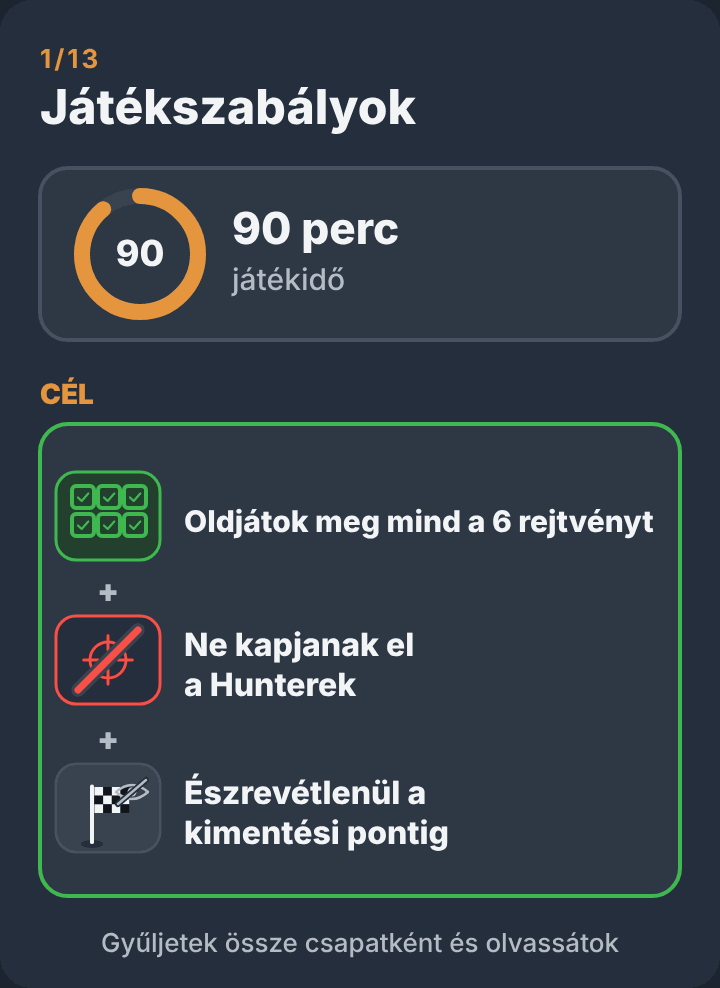 1/13
Játékszabályok
90
90 perc
játékidő
CÉL
Oldjátok meg mind a 6 rejtvényt
+
Ne kapjanak el
a Hunterek
+
Észrevétlenül a
kimentési pontig
Gyűljetek össze csapatként és olvassátok